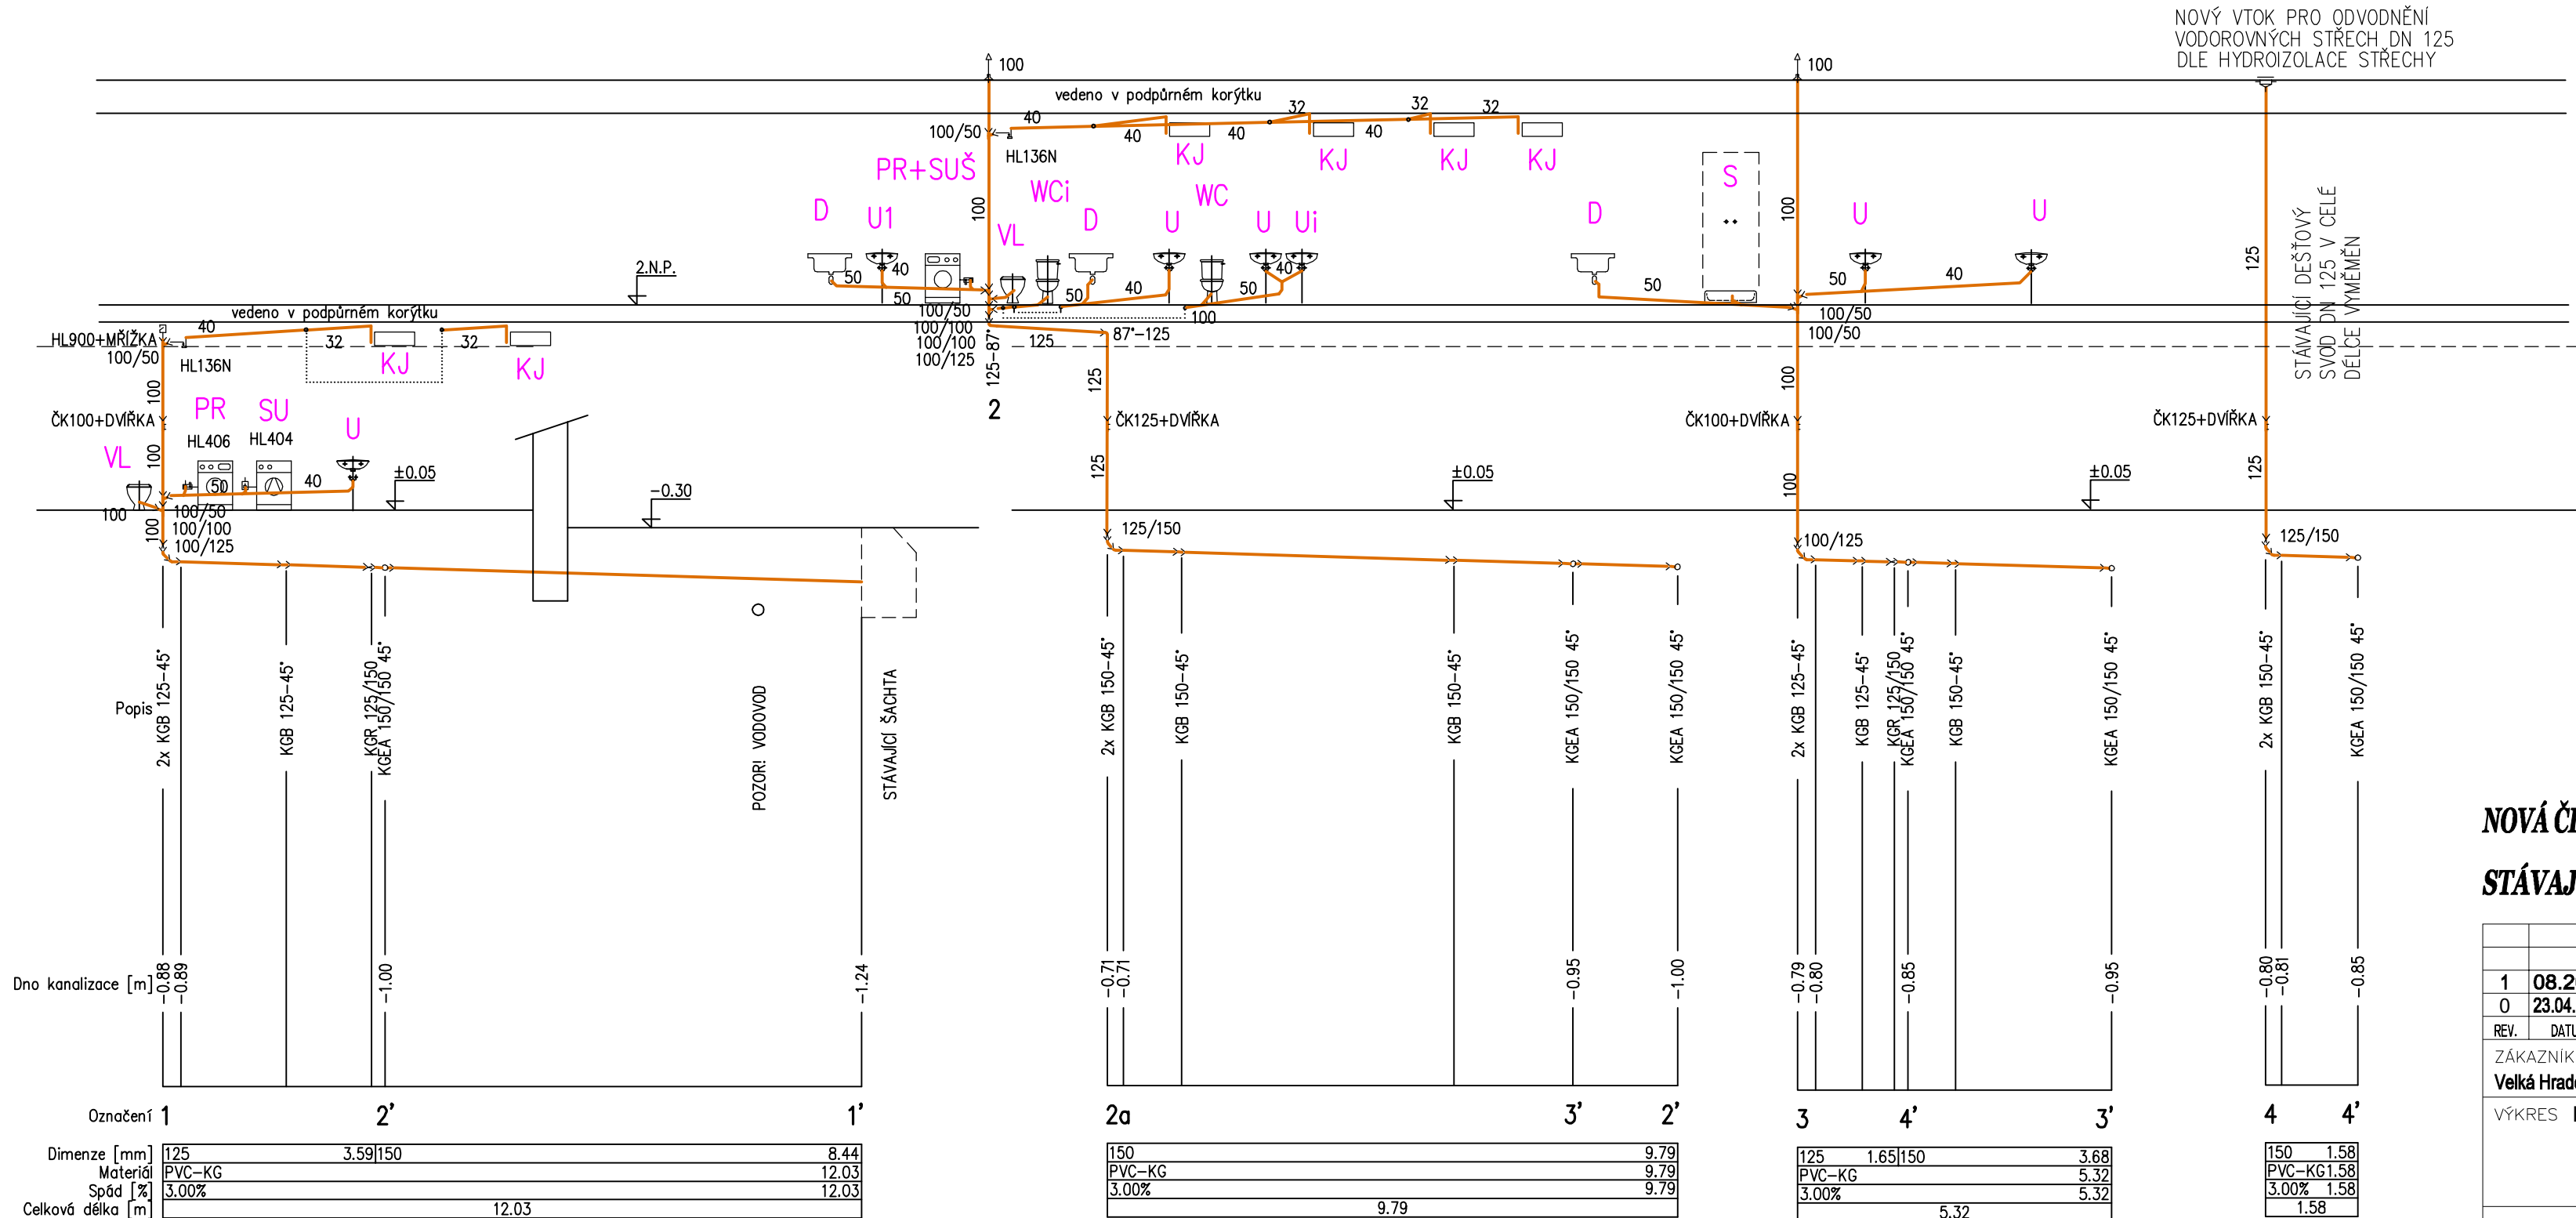 NOVÝ VTOK PRO ODVODNĚNÍ
VODOROVNÝCH STŘECH DN 125
DLE HYDROIZOLACE STŘECHY
100
100
vedeno v podpůrném korýtku
40
32
32
32
100/50
40
40
40
HL136N
KJ
KJ
KJ
KJ
PR+SUŠ
WCi
WC
S
D
U1
100
VL
D
U
U
Ui
D
100
U
U
125
STÁVAJÍCÍ DEŠŤOVÝ
SVOD DN 125 V CELÉ
DÉLCE VYMĚMĚN
2.N.P.
50
40
50
50
40
50
40
100
50
50
40
vedeno v podpůrném korýtku
100/50
100/100
100/100
100/125
125-87°
125
87°-125
100/50
100/50
HL900+MŘÍŽKA
100/50
40
32
32
HL136N
KJ
KJ
100
125
100
2
ČK100+DVÍŘKA
ČK125+DVÍŘKA
ČK100+DVÍŘKA
ČK125+DVÍŘKA
PR
SU
U
HL406
HL404
VL
100
50
40
±0.05
-0.30
125
±0.05
100
±0.05
125
100
100/50
100/100
100/125
100
125/150
100/125
125/150
Popis
2x KGB 125-45°
KGB 125-45°
KGR 125/150
KGEA 150/150 45°
POZOR! VODOVOD
STÁVAJÍCÍ ŠACHTA
2x KGB 150-45°
KGB 150-45°
KGB 150-45°
KGEA 150/150 45°
KGEA 150/150 45°
2x KGB 125-45°
KGB 125-45°
KGR 125/150
KGEA 150/150 45°
KGB 150-45°
KGEA 150/150 45°
2x KGB 150-45°
KGEA 150/150 45°
Dno kanalizace [m]
-0.88
-0.89
-1.00
-1.24
-0.71
-0.71
-0.95
-1.00
-0.79
-0.80
-0.85
-0.95
-0.80
-0.81
-0.85
Označení 1 2' 1' 2a 3' 2' 3 4' 3' 4 4'
Dimenze [mm] 125 3.59 150 8.44
Materiál PVC-KG 12.03
Spád [%] 3.00% 12.03
Celková délka [m] 12.03
150 9.79
PVC-KG 9.79
3.00% 9.79
9.79
125 1.65 150 3.68
PVC-KG 5.32
3.00% 5.32
5.32
150 1.58
PVC-KG 1.58
3.00% 1.58
1.58
NOVÁ
STÁVAJ
1 08.2
0 23.04.
REV. DATU
ZÁKAZNÍK
Velká Hrad
VÝKRES